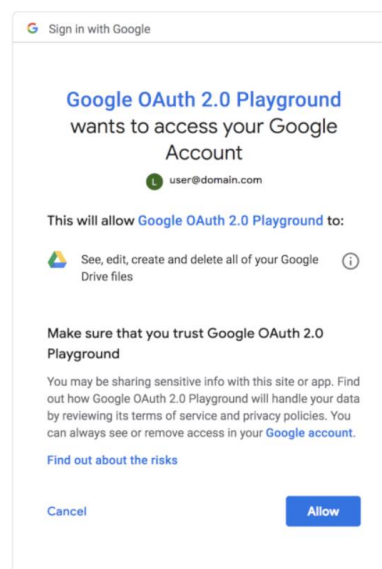 Sign in with Google
Google OAuth 2.0 Playground
wants to access your Google
Account
L user@domain.com
This will allow Google OAuth 2.0 Playground to:
See, edit, create and delete all of your Google
Drive files
Make sure that you trust Google OAuth 2.0
Playground
You may be sharing sensitive info with this site or app. Find
out how Google OAuth 2.0 Playground will handle your data
by reviewing its terms of service and privacy policies. You
can always see or remove access in your Google account.
Find out about the risks
Cancel
Allow